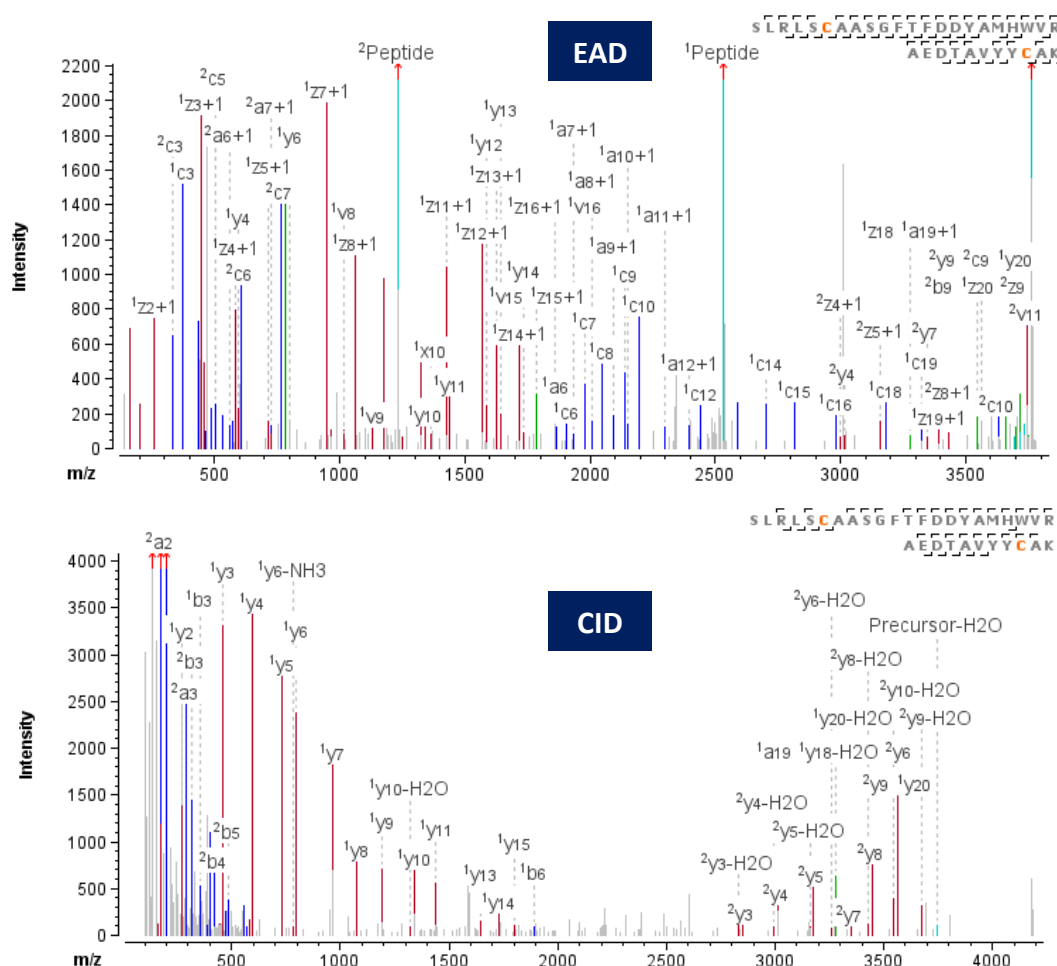 EAD
SLRLSCAASGFTFDDYAMHWVR
AEDTAVYYCAK
Intensity
2200
2000
1800
1600
1400
1200
1000
800
600
400
200
0
²Peptide
¹Peptide
²c5
¹z3+1
²a7+1
¹y13
²a6+1
¹y6
¹z7+1
¹y12
¹a7+1
²c3
¹z5+1
¹z13+1
¹a10+1
¹c3
²c7
¹a8+1
¹y4
¹y8
¹z11+1
¹z16+1
¹y16
¹a11+1
¹z4+1
¹z8+1
¹z12+1
¹a9+1
¹z18
¹a19+1
²c6
¹y14
¹c9
²y9
²c9
¹y20
¹z2+1
¹y15
¹z15+1
¹c10
²b9
¹z20
²z9
¹z14+1
¹c7
²z4+1
²y11
¹x10
¹c8
²z5+1
²y7
¹a6
¹a12+1
¹c14
²y4
¹c19
¹y11
¹c6
¹c12
¹c15
¹c18
²z8+1
¹y9
¹y10
¹c16
¹z19+1
²c10
500
1000
1500
2000
2500
3000
3500
m/z
CID
SLRLSCAASGFTFDDYAMHWVR
AEDTAVYYCAK
Intensity
4000
3500
3000
2500
2000
1500
1000
500
0
²a2
¹y3
¹y6-NH3
¹b3
¹y4
²y6-H2O
¹y2
¹y6
Precursor-H2O
²b3
¹y5
²y8-H2O
²a3
²y10-H2O
¹y20-H2O
²y9-H2O
¹y7
¹a19
¹y18-H2O
²y6
¹y10-H2O
²y9
¹y20
¹y9
²y4-H2O
²b5
¹y11
²y5-H2O
²b4
¹y8
¹y10
¹y15
²y8
¹y13
¹b6
²y3-H2O
²y5
¹y14
²y4
²y3
²y7
500
1000
1500
2000
2500
3000
3500
4000
m/z